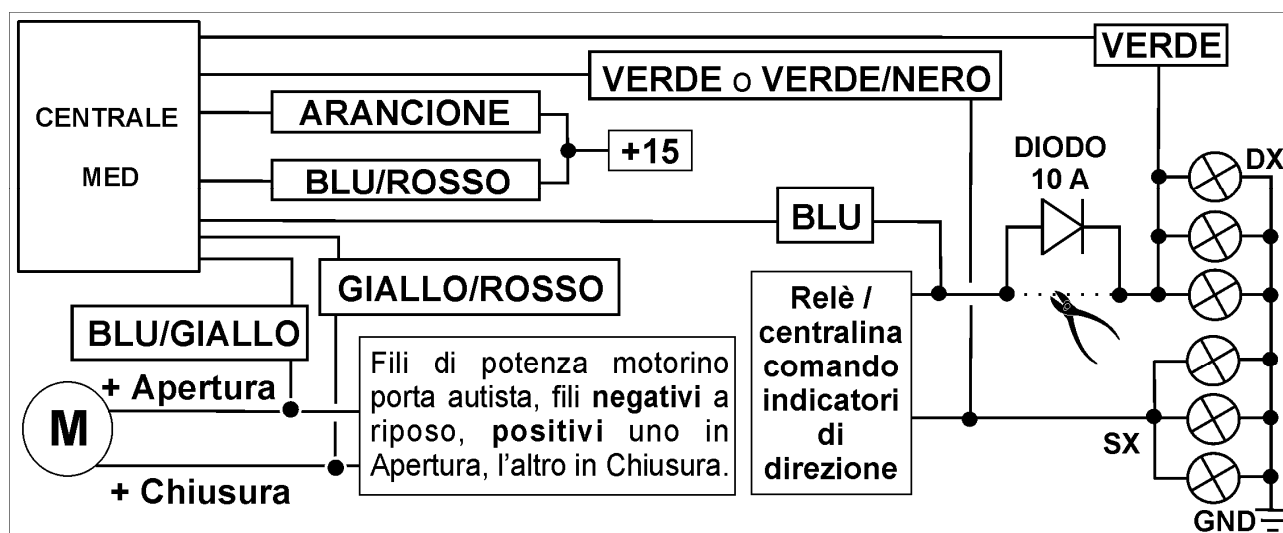 VERDE
VERDE o VERDE/NERO
CENTRALE
MED
ARANCIONE
+15
BLU/ROSSO
DIODO
10 A
DX
BLU
GIALLO/ROSSO
BLU/GIALLO
Relè /
centralina
comando
indicatori
di
direzione
+ Apertura
M
+ Chiusura
Fili di potenza motorino
porta autista, fili negativi a
riposo, positivi uno in
Apertura, l'altro in Chiusura.
SX
GND